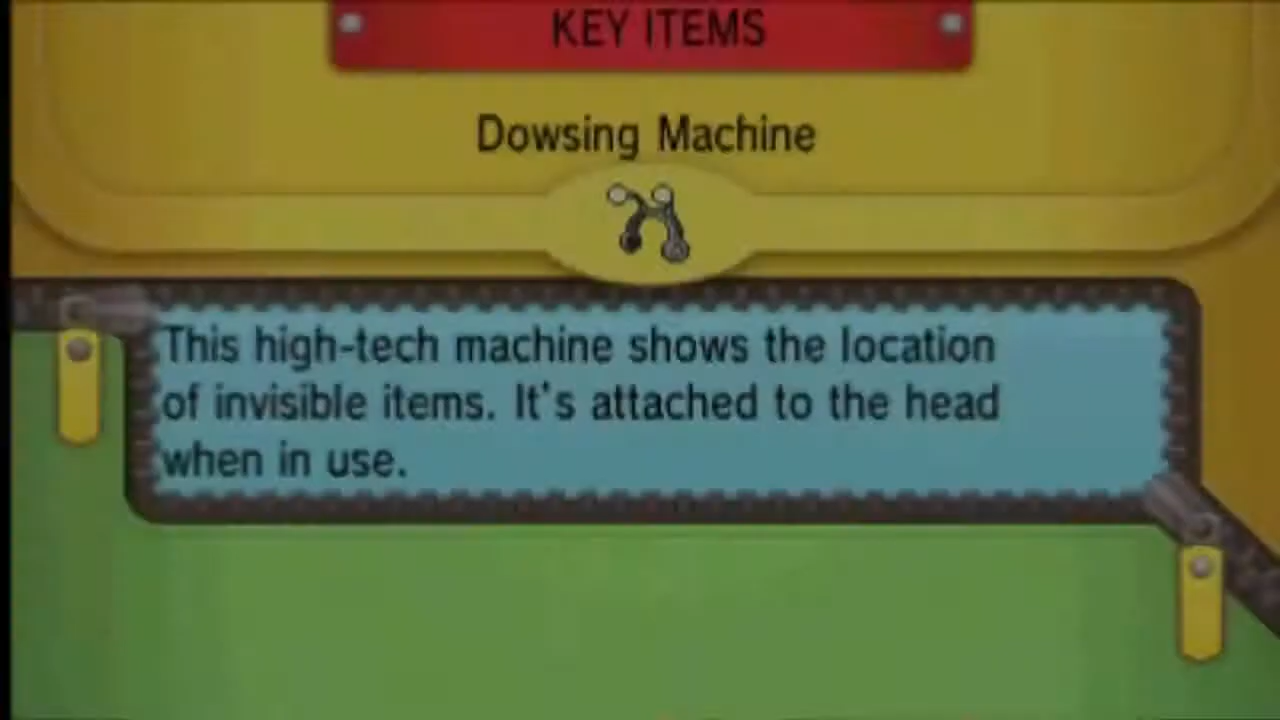 KEY ITEMS
Dowsing Machine
This high-tech machine shows the location
of invisible items. It's attached to the head
when in use.